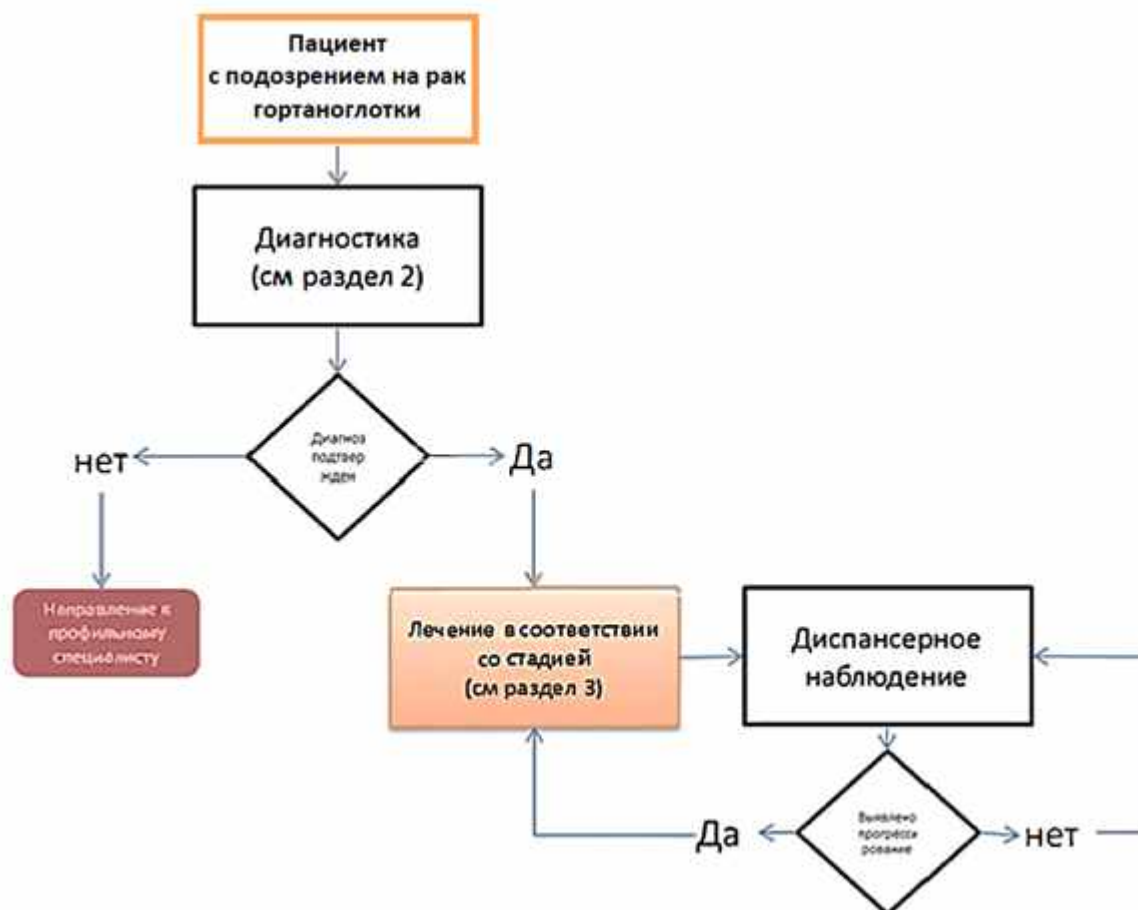 Пациент
с подозрением на рак
гортаноглотки
Диагностика
(см раздел 2)
Диагноз
подтвер
жден
нет
Да
Направление к
профильному
специалисту
Лечение в соответствии
со стадией
(см раздел 3)
Диспансерное
наблюдение
Выявлено
прогресси
рование
Да
нет